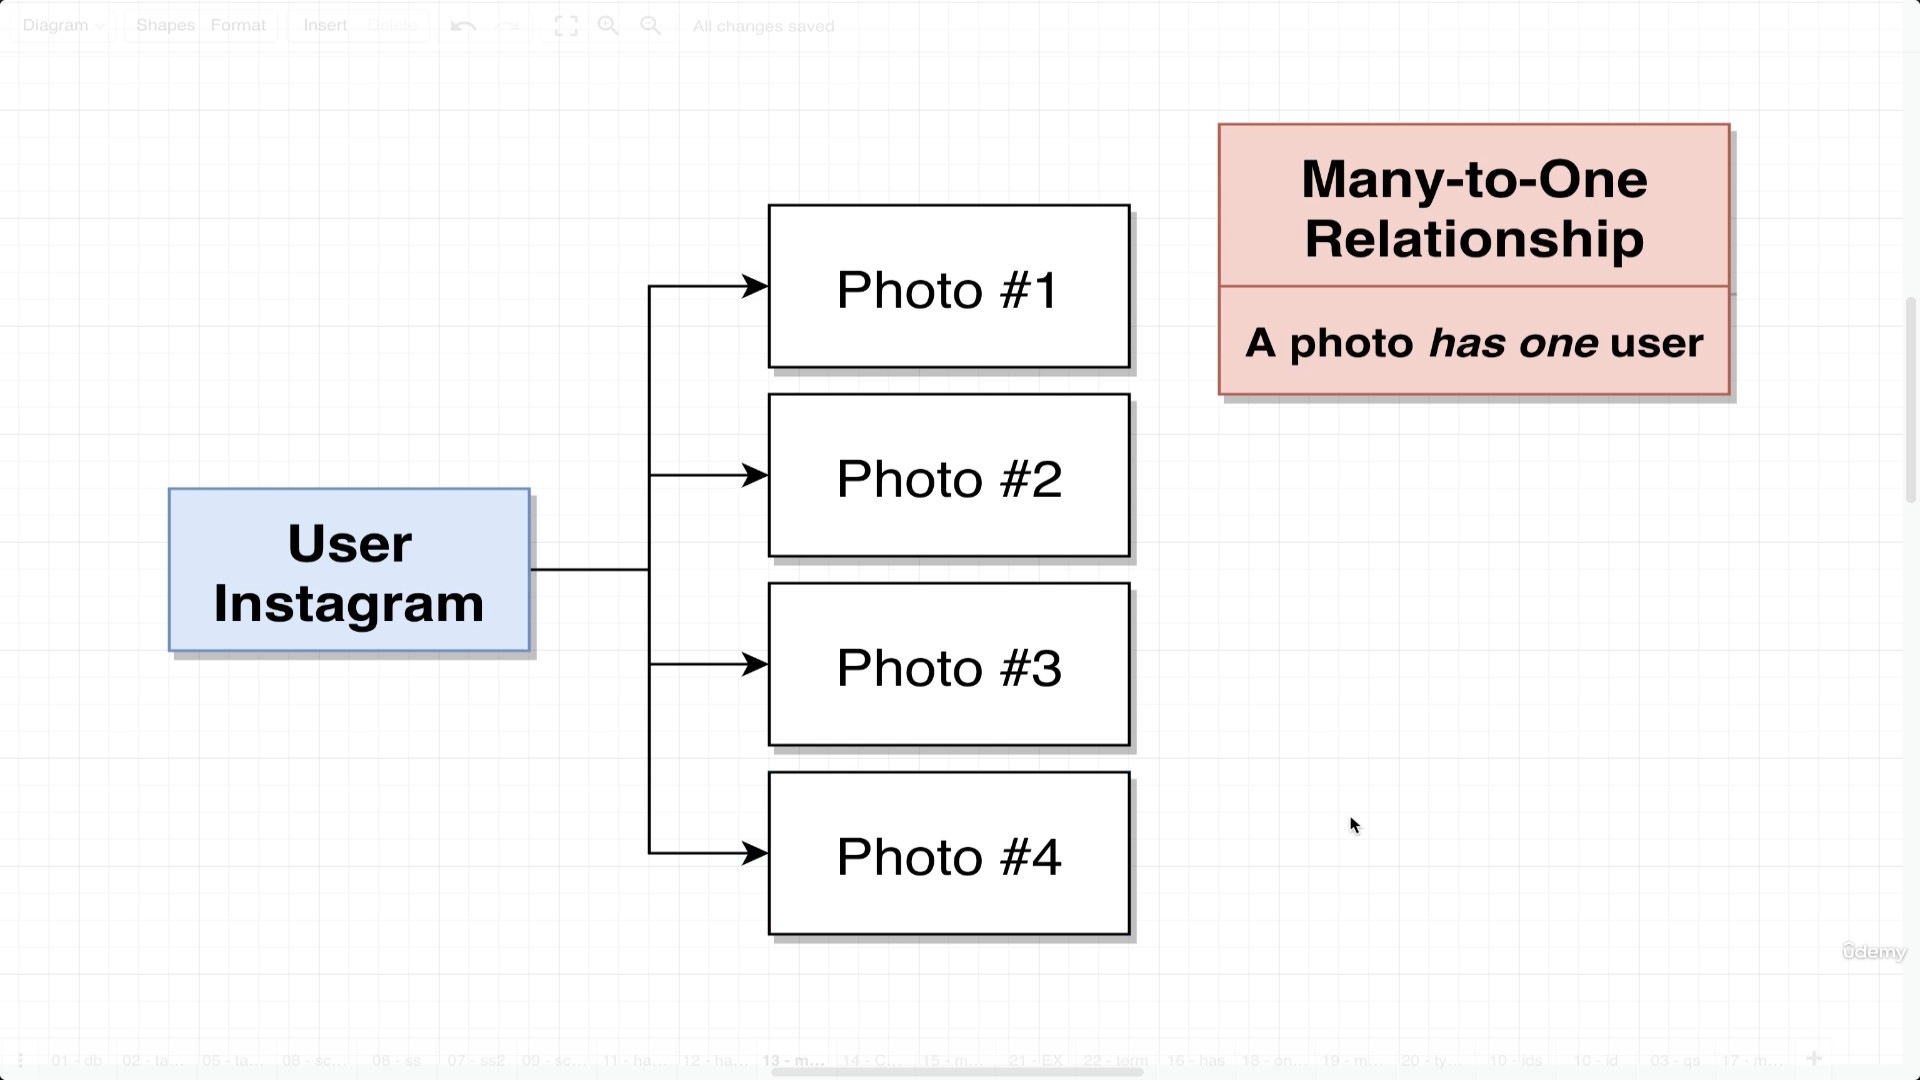 Diagram Shapes Format Insert Delete All changes saved
Many-to-One
Relationship
A photo has one user
Photo #1
Photo #2
User
Instagram
Photo #3
Photo #4
ûdemy
01 - db 02 - ta... 05 - ta... 08 - sc... 08 - ss 07 - ss2 09 - sc... 11 - ha... 12 - ha... 13 - m... 14 - C... 15 - m... 21 - EX 22 - term 16 - has 18 - on... 19 - m... 20 - ty... 10 - ids 10 - id 03 - qs 17 - m...